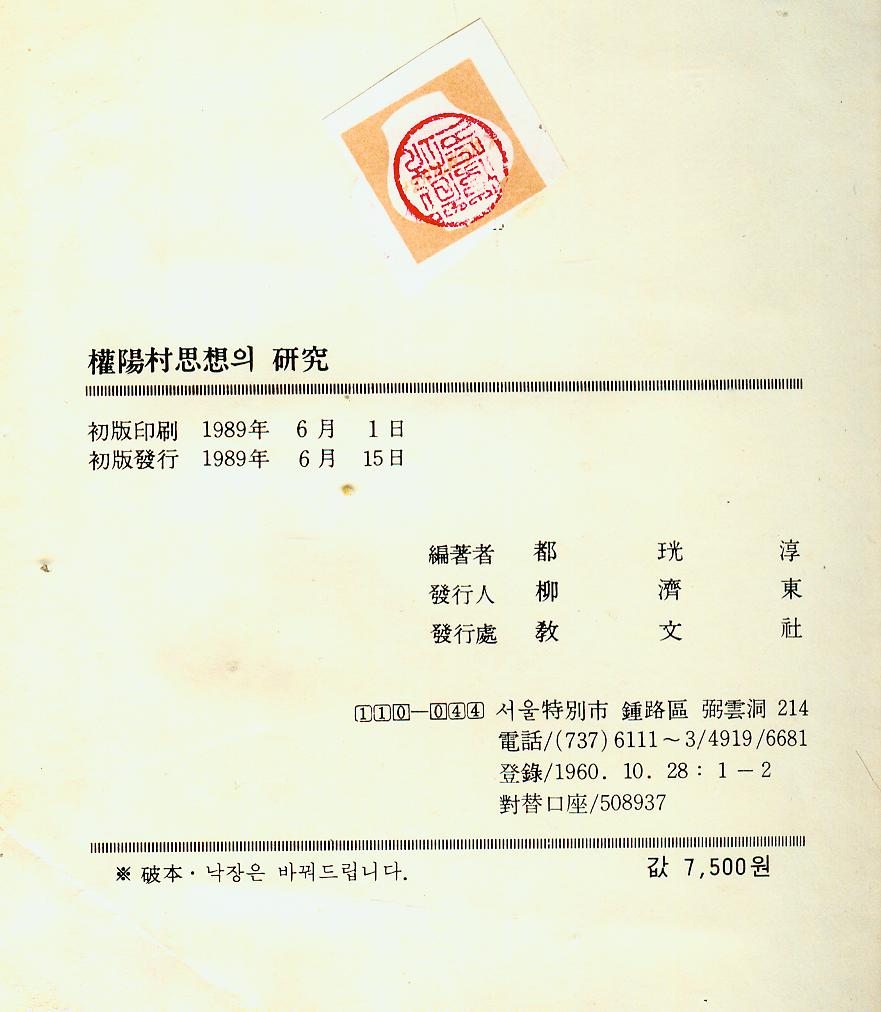 權陽村思想의 硏究
初版印刷 1989年 6月 1日
初版發行 1989年 6月 15日
編著者 都 珖 淳
發行人 柳 濟 東
發行處 敎 文 社
110-044 서울特別市 鍾路區 弼雲洞 214
電話/(737)6111~3/4919/6681
登錄/1960. 10. 28 : 1-2
對替口座/508937
※ 破本·낙장은 바꿔드립니다.
값 7,500원